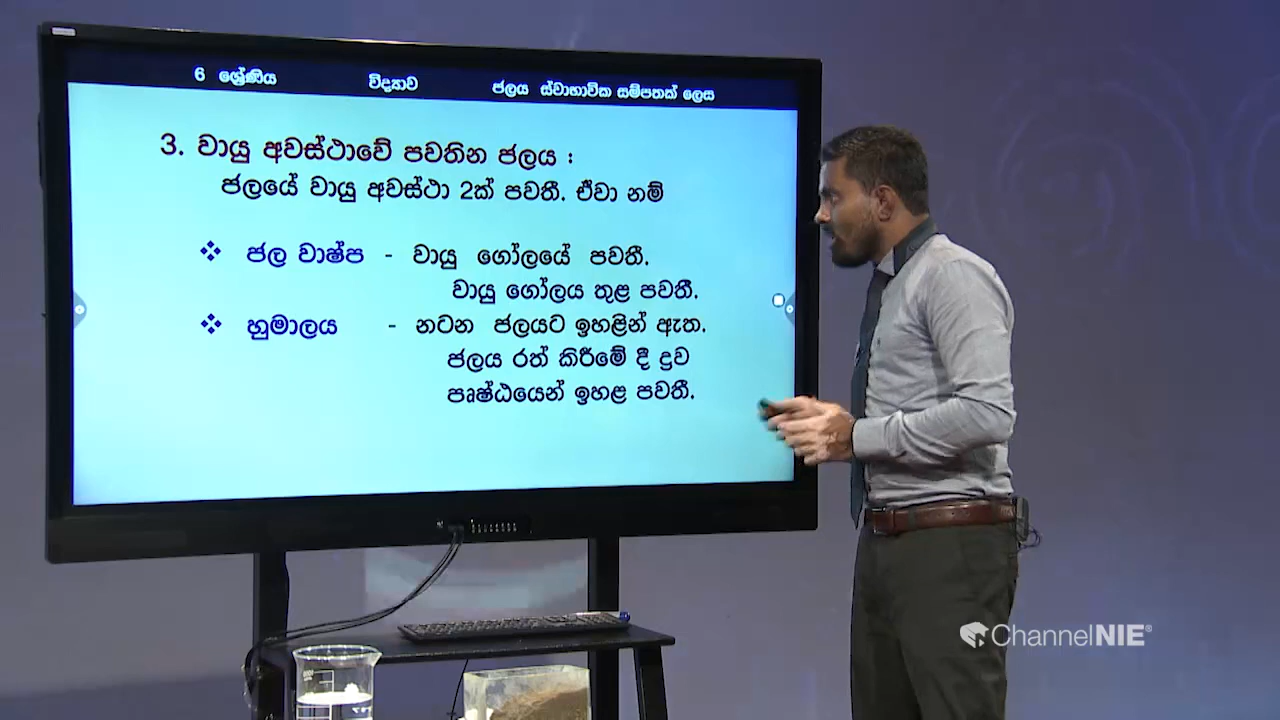 6 ශ්‍රේණිය විද්‍යාව ජලය ස්වාභාවික සම්පතක් ලෙස
3. වායු අවස්ථාවේ පවතින ජලය :
ජලයේ වායු අවස්ථා 2ක් පවතී. ඒවා නම්
❖ ජල වාෂ්ප - වායු ගෝලයේ පවතී.
වායු ගෝලය තුළ පවතී.
❖ හුමාලය - නටන ජලයට ඉහළින් ඇත.
ජලය රත් කිරීමේ දී ද්‍රව
පෘෂ්ඨයෙන් ඉහළ පවතී.
ChannelNIE®